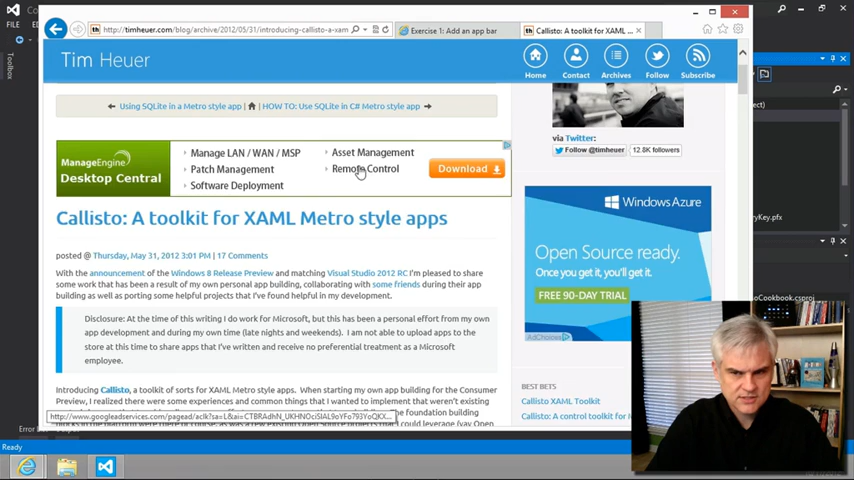 FILE
http://timheuer.com/blog/archive/2012/05/31/introducing-callisto-a-xam
Exercise 1: Add an app bar
Callisto: A toolkit for XAML ...
Toolbox
Tim Heuer
Home
Contact
Archives
Follow
Subscribe
Using SQLite in a Metro style app | HOW TO: Use SQLite in C# Metro style app
via Twitter:
Follow @timheuer
12.8K followers
ManageEngine
Desktop Central
Manage LAN / WAN / MSP
Patch Management
Software Deployment
Asset Management
Remote Control
Download
Callisto: A toolkit for XAML Metro style apps
posted @ Thursday, May 31, 2012 3:01 PM | 17 Comments
With the announcement of the Windows 8 Release Preview and matching Visual Studio 2012 RC I'm pleased to share
some work that has been a result of my own personal app building, collaborating with some friends during their app
building as well as porting some helpful projects that I've found helpful in my development.
Disclosure: At the time of this writing I do work for Microsoft, but this has been a personal effort from my own
app development and during my own time (late nights and weekends). I am not able to upload apps to the
store at this time to share apps that I've written and receive no preferential treatment as a Microsoft
employee.
Introducing Callisto, a toolkit of sorts for XAML Metro style apps. When starting my own app building for the Consumer
Preview, I realized there were some experiences and common things that I wanted to implement that weren't existing
Windows Azure
Open Source ready.
Once you get it, you'll get it.
FREE 90-DAY TRIAL
AdChoices
BEST BETS
Callisto XAML Toolkit
Callisto: A control toolkit for M
Ready